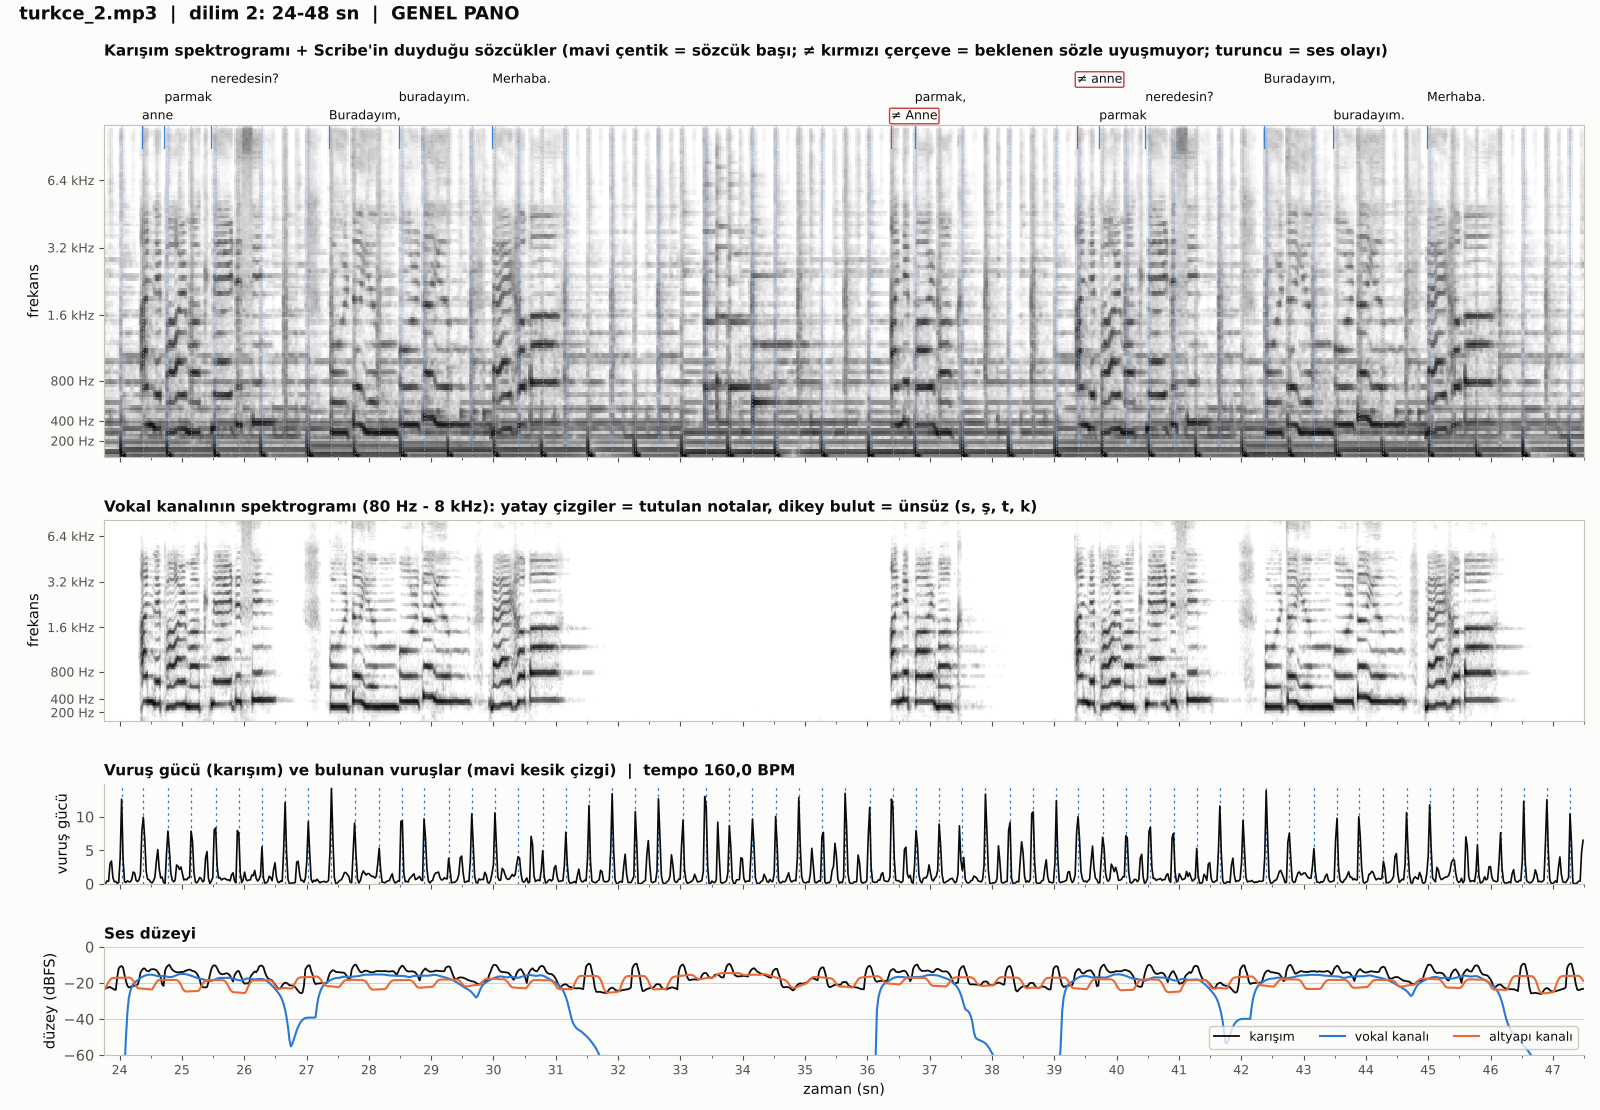 turkce_2.mp3 | dilim 2: 24-48 sn | GENEL PANO
Karışım spektrogramı + Scribe'in duyduğu sözcükler (mavi çentik = sözcük başı; ≠ kırmızı çerçeve = beklenen sözle uyuşmuyor; turuncu = ses olayı)
neredesin? Merhaba. ≠ anne Buradayım,
parmak buradayım. parmak, neredesin? Merhaba.
anne Buradayım, ≠ Anne parmak buradayım.
6.4 kHz
3.2 kHz
1.6 kHz
800 Hz
400 Hz
200 Hz
frekans
Vokal kanalının spektrogramı (80 Hz - 8 kHz): yatay çizgiler = tutulan notalar, dikey bulut = ünsüz (s, ş, t, k)
6.4 kHz
3.2 kHz
1.6 kHz
800 Hz
400 Hz
200 Hz
frekans
Vuruş gücü (karışım) ve bulunan vuruşlar (mavi kesik çizgi) | tempo 160,0 BPM
10
5
0
vuruş gücü
Ses düzeyi
0
−20
−40
−60
düzey (dBFS)
karışım vokal kanalı altyapı kanalı
24 25 26 27 28 29 30 31 32 33 34 35 36 37 38 39 40 41 42 43 44 45 46 47
zaman (sn)